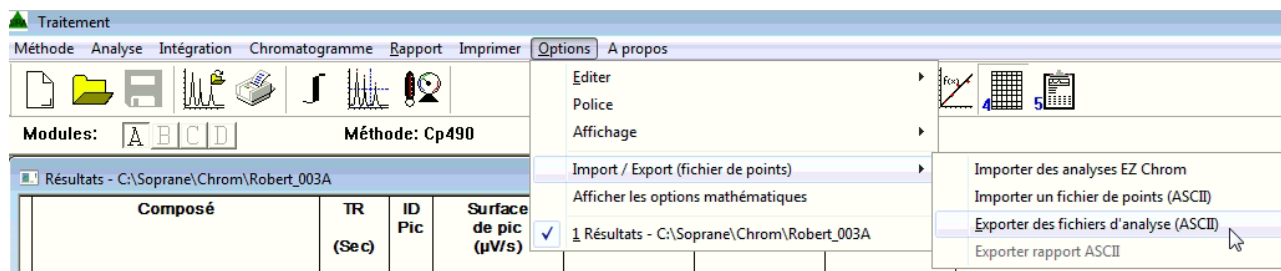 Traitement
Méthode Analyse Intégration Chromatogramme Rapport Imprimer Options A propos
f(x)
4
5
Modules: A B C D Méthode: Cp490
Editer
Police
Affichage
Import / Export (fichier de points)
Afficher les options mathématiques
1 Résultats - C:\Soprane\Chrom\Robert_003A
Importer des analyses EZ Chrom
Importer un fichier de points (ASCII)
Exporter des fichiers d'analyse (ASCII)
Exporter rapport ASCII
Résultats - C:\Soprane\Chrom\Robert_003A
Composé TR ID Surface
Pic de pic
(Sec) (µV/s)